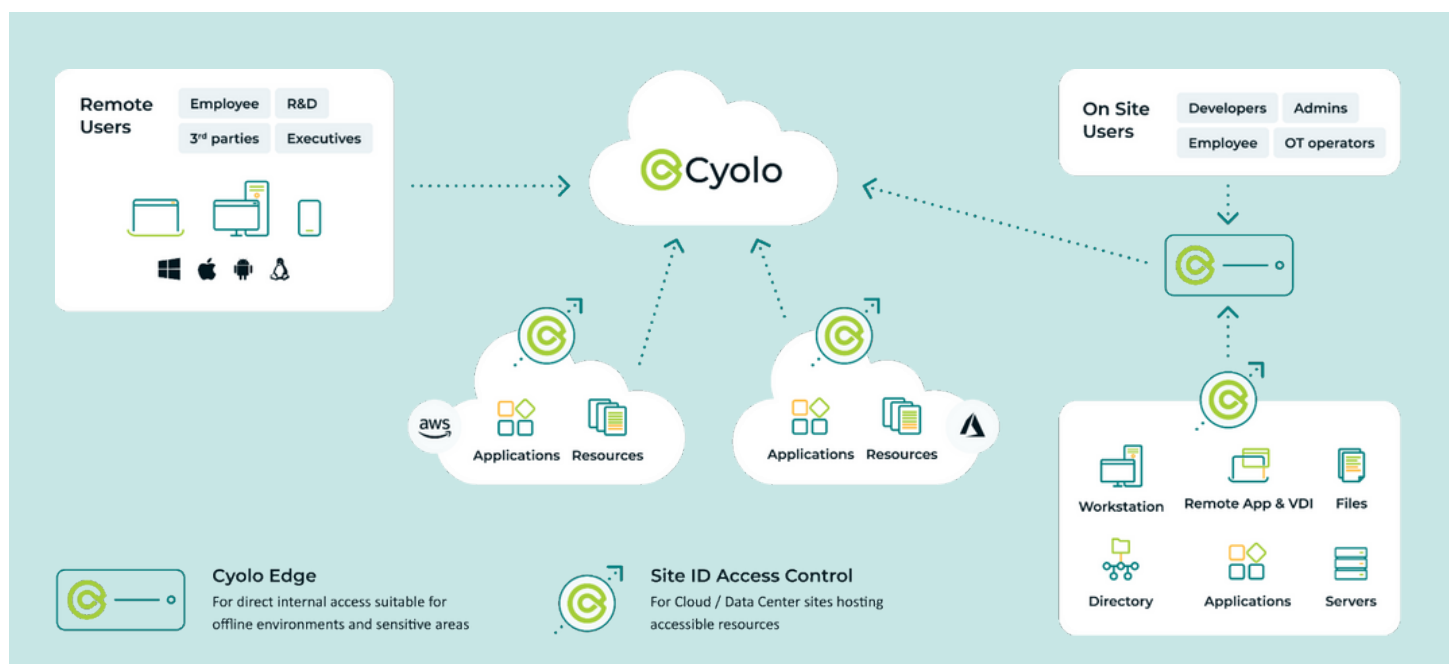 Remote
Users
Employee
R&D
3rd parties
Executives
Cyolo
On Site
Users
Developers
Admins
Employee
OT operators
aws
Applications
Resources
Applications
Resources
Workstation
Remote App & VDI
Files
Directory
Applications
Servers
Cyolo Edge
For direct internal access suitable for
offline environments and sensitive areas
Site ID Access Control
For Cloud / Data Center sites hosting
accessible resources